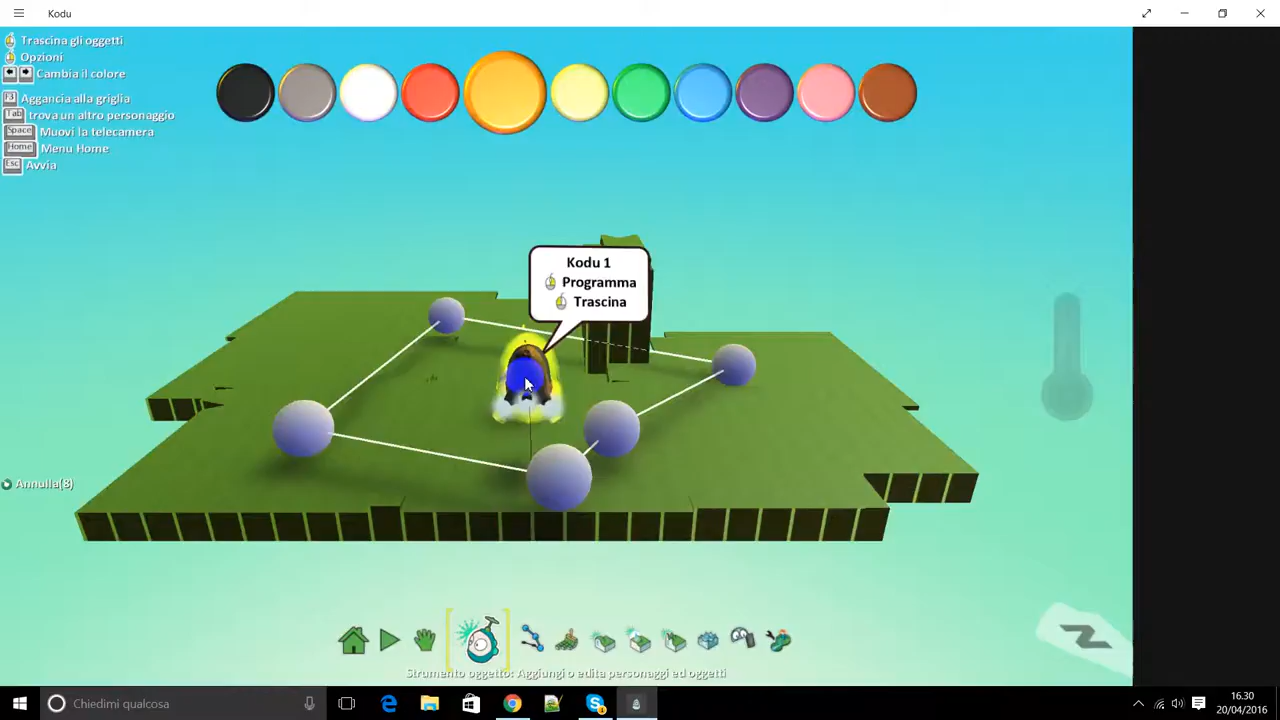 Kodu
Trascina gli oggetti
Opzioni
Cambia il colore
F3 Aggancia alla griglia
Tab trova un altro personaggio
Space Muovi la telecamera
Home Menu Home
Esc Avvia
Kodu 1
Programma
Trascina
Annulla(8)
Strumento oggetto: Aggiungi o edita personaggi ed oggetti
Chiedimi qualcosa
16.30
20/04/2016